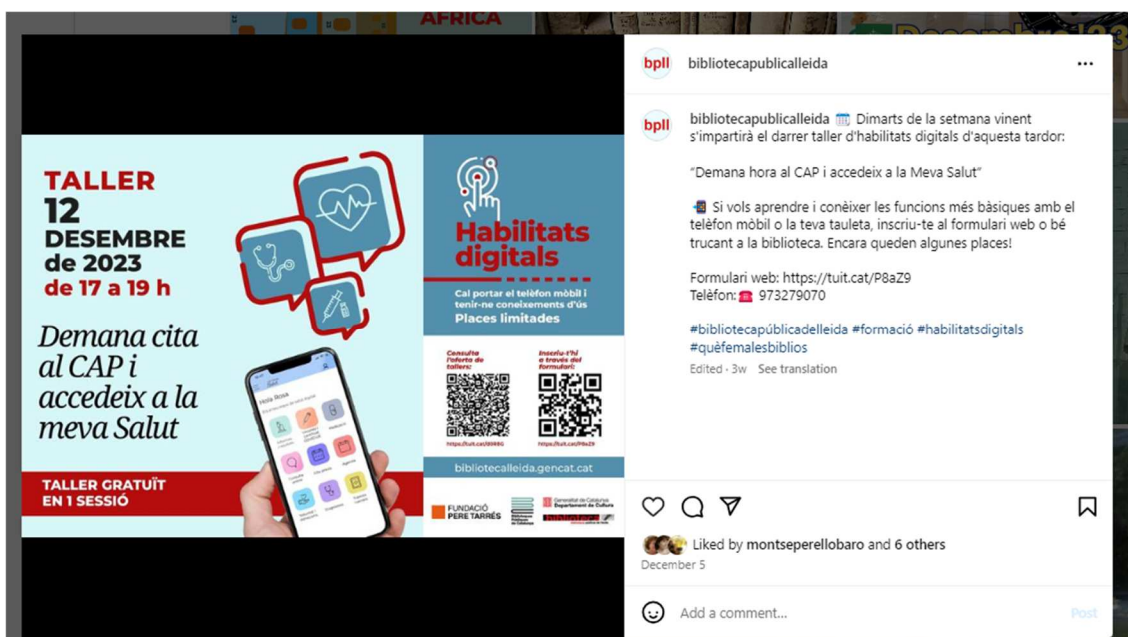 AFRICA
Desembre'23
TALLER
12
DESEMBRE
de 2023
de 17 a 19 h
Demana cita
al CAP i
accedeix a la
meva Salut
TALLER GRATUÏT
EN 1 SESSIÓ
Hola Rosa
Habilitats
digitals
Cal portar el telèfon mòbil i
tenir-ne coneixements d'ús
Places limitades
Consulta
l'oferta de
tallers:
Inscriu-t'hi
a través del
formulari:
https://tuit.cat/P8aZ9
bibliotecalleida.gencat.cat
FUNDACIÓ
PERE TARRÉS
Generalitat de Catalunya
Departament de Cultura
bpll bibliotecapublicalleida
bpll bibliotecapublicalleida 🗓️ Dimarts de la setmana vinent
s'impartirà el darrer taller d'habilitats digitals d'aquesta tardor:
"Demana hora al CAP i accedeix a la Meva Salut"
📲 Si vols aprendre i conèixer les funcions més bàsiques amb el
telèfon mòbil o la teva tauleta, inscriu-te al formulari web o bé
trucant a la biblioteca. Encara queden algunes places!
Formulari web: https://tuit.cat/P8aZ9
Telèfon:☎️ 973279070
#bibliotecapúblicadelleida #formació #habilitatsdigitals
#quèfemalesbiblios
Edited · 3w See translation
Liked by montseperellobaro and 6 others
December 5
Add a comment...
Post